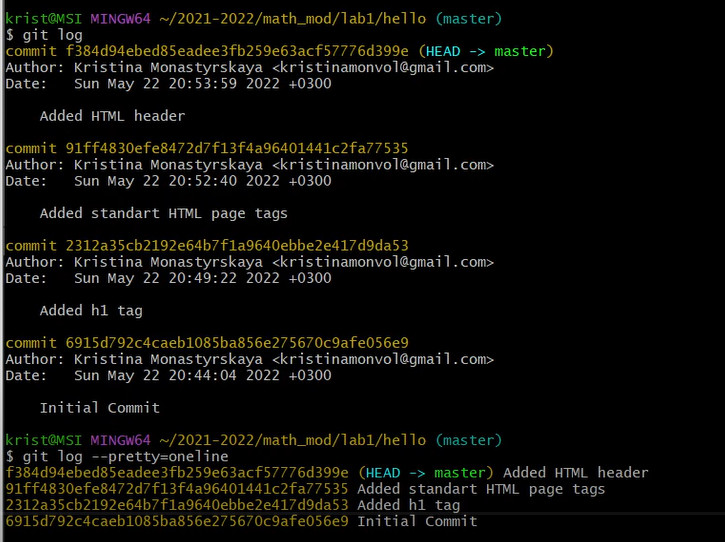 krist@MSI MINGW64 ~/2021-2022/math_mod/lab1/hello (master)
$ git log
commit f384d94ebed85eadee3fb259e63acf57776d399e (HEAD -> master)
Author: Kristina Monastyrskaya <kristinamonvol@gmail.com>
Date:   Sun May 22 20:53:59 2022 +0300
Added HTML header
commit 91ff4830efe8472d7f13f4a96401441c2fa77535
Author: Kristina Monastyrskaya <kristinamonvol@gmail.com>
Date:   Sun May 22 20:52:40 2022 +0300
Added standart HTML page tags
commit 2312a35cb2192e64b7f1a9640ebbe2e417d9da53
Author: Kristina Monastyrskaya <kristinamonvol@gmail.com>
Date:   Sun May 22 20:49:22 2022 +0300
Added h1 tag
commit 6915d792c4caeb1085ba856e275670c9afe056e9
Author: Kristina Monastyrskaya <kristinamonvol@gmail.com>
Date:   Sun May 22 20:44:04 2022 +0300
Initial Commit
krist@MSI MINGW64 ~/2021-2022/math_mod/lab1/hello (master)
$ git log --pretty=oneline
f384d94ebed85eadee3fb259e63acf57776d399e (HEAD -> master) Added HTML header
91ff4830efe8472d7f13f4a96401441c2fa77535 Added standart HTML page tags
2312a35cb2192e64b7f1a9640ebbe2e417d9da53 Added h1 tag
6915d792c4caeb1085ba856e275670c9afe056e9 Initial Commit